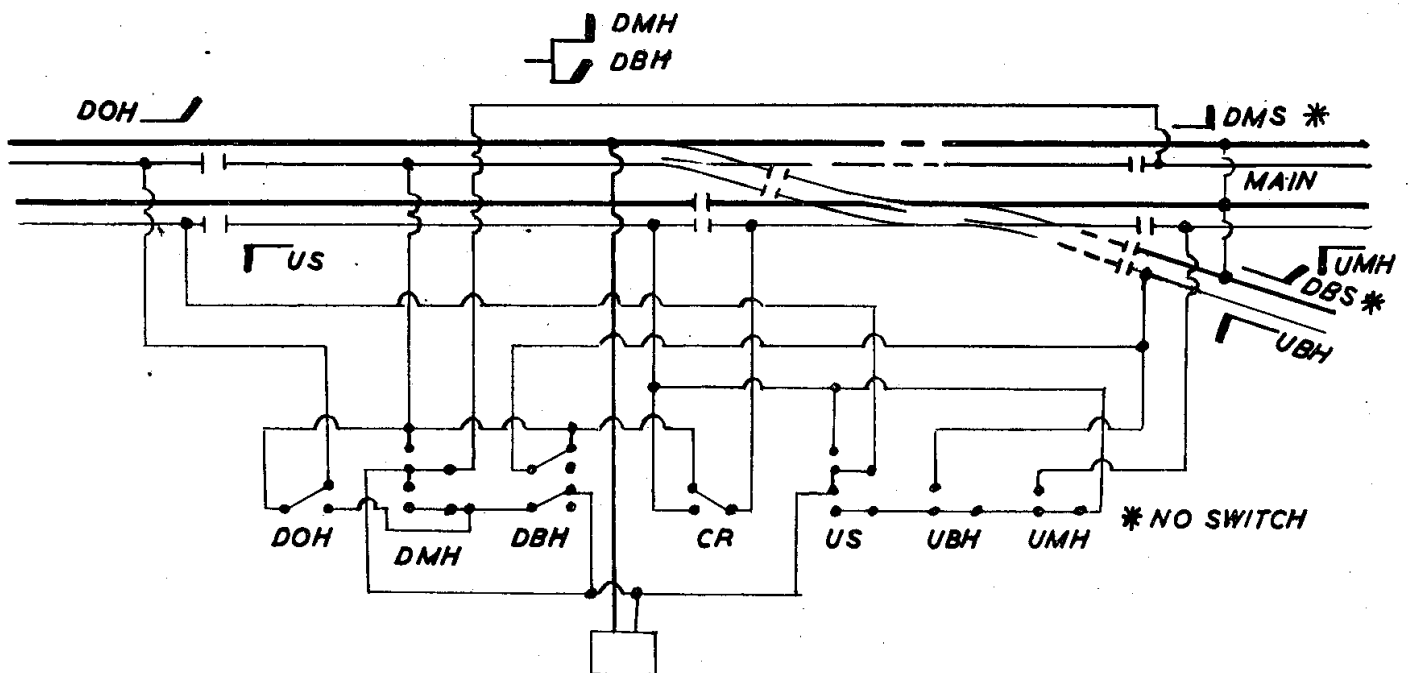 DMH
DBH
DOH
DMS *
MAIN
US
UMH
DBS *
UBH
DOH
DMH
DBH
CR
US
UBH
UMH
* NO SWITCH